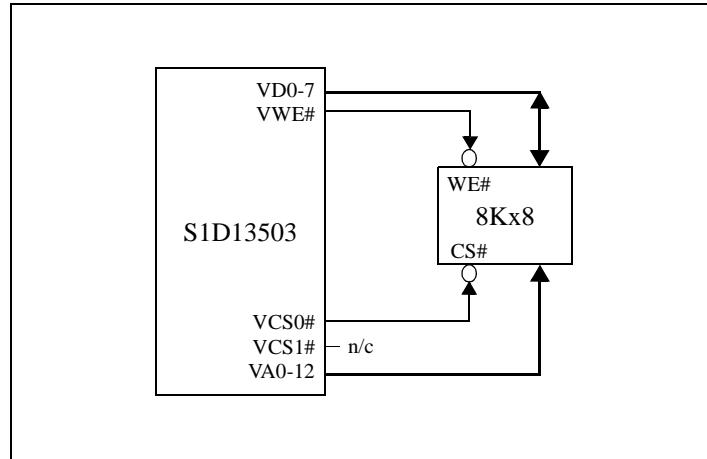 VD0-7
VWE#
WE#
8Kx8
S1D13503
CS#
VCS0#
VCS1# n/c
VA0-12